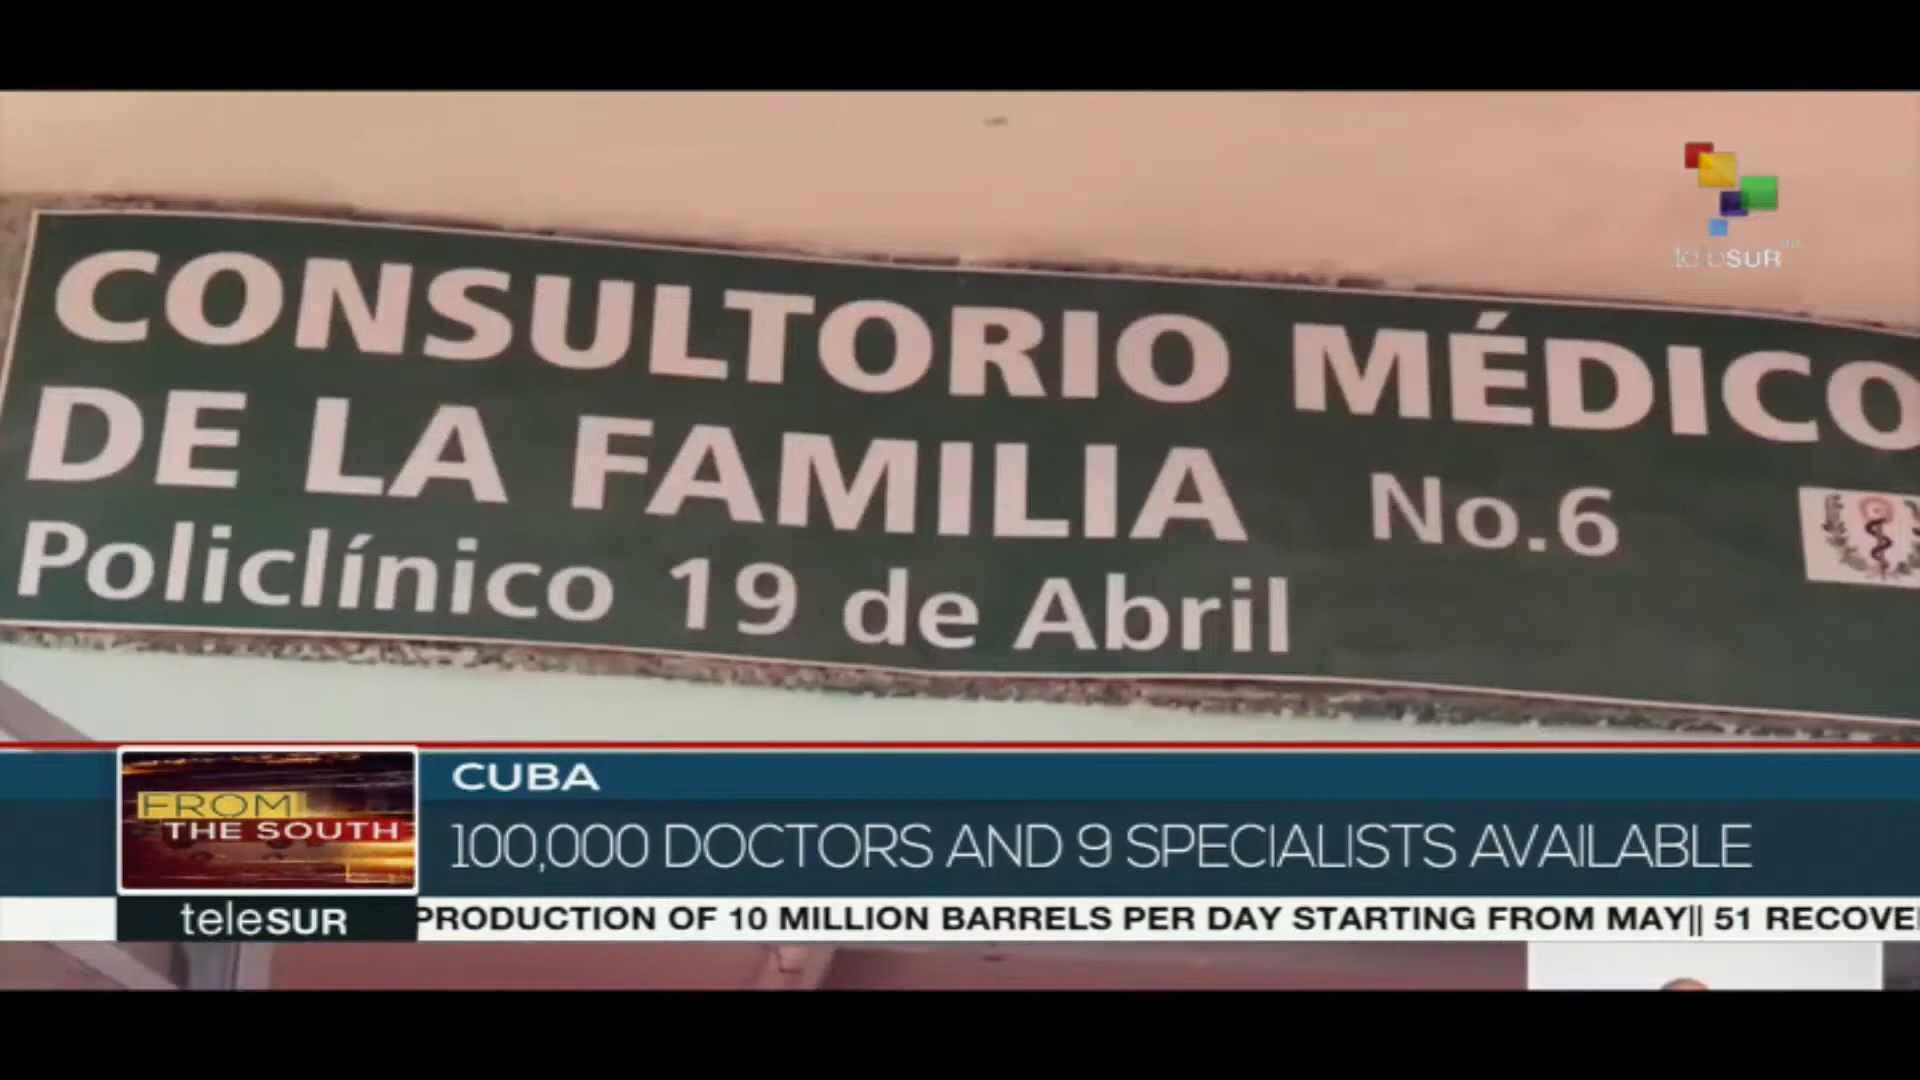 teleSUR
CONSULTORIO MÉDICO
DE LA FAMILIA No.6
Policlínico 19 de Abril
CUBA
FROM
THE SOUTH
100,000 DOCTORS AND 9 SPECIALISTS AVAILABLE
teleSUR
PRODUCTION OF 10 MILLION BARRELS PER DAY STARTING FROM MAY|| 51